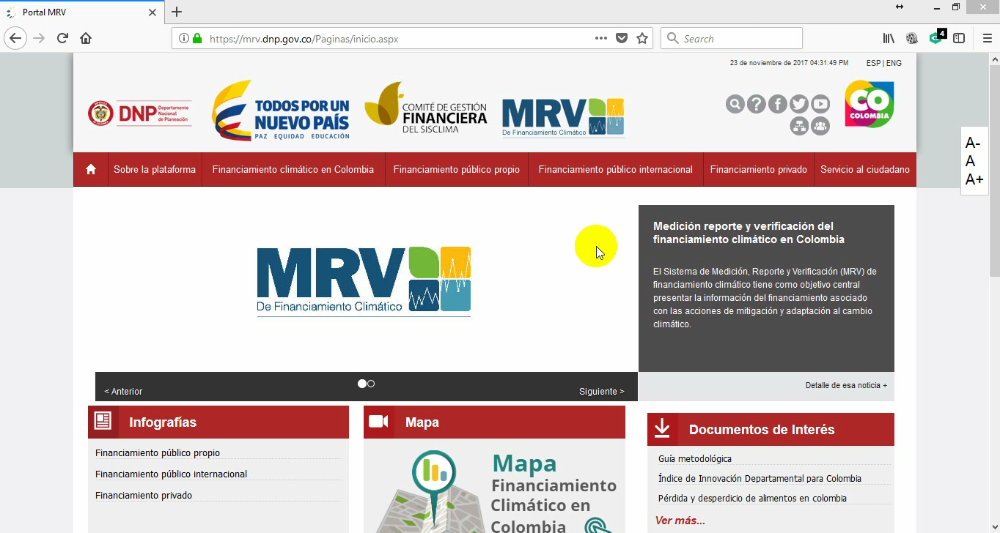 Portal MRV
4
https://mrv.dnp.gov.co/Paginas/inicio.aspx
Search
23 de noviembre de 2017 04:31:49 PM
ESP | ENG
DNP Departamento
Nacional
de Planeación
TODOS POR UN
NUEVO PAÍS
PAZ EQUIDAD EDUCACIÓN
COMITÉ DE GESTIÓN
FINANCIERA
DEL SISCLIMA
MRV
De Financiamiento Climático
CO
COLOMBIA
A-
A
A+
Sobre la plataforma
Financiamiento climático en Colombia
Financiamiento público propio
Financiamiento público internacional
Financiamiento privado
Servicio al ciudadano
MRV
De Financiamiento Climático
Medición reporte y verificación del
financiamiento climático en Colombia
El Sistema de Medición, Reporte y Verificación (MRV) de
financiamiento climático tiene como objetivo central
presentar la información del financiamiento asociado
con las acciones de mitigación y adaptación al cambio
climático.
< Anterior
Siguiente >
Detalle de esa noticia +
Infografías
Financiamiento público propio
Financiamiento público internacional
Financiamiento privado
Mapa
Mapa
Financiamiento
Climático en
Colombia
Documentos de Interés
Guía metodológica
Índice de Innovación Departamental para Colombia
Pérdida y desperdicio de alimentos en colombia
Ver más...